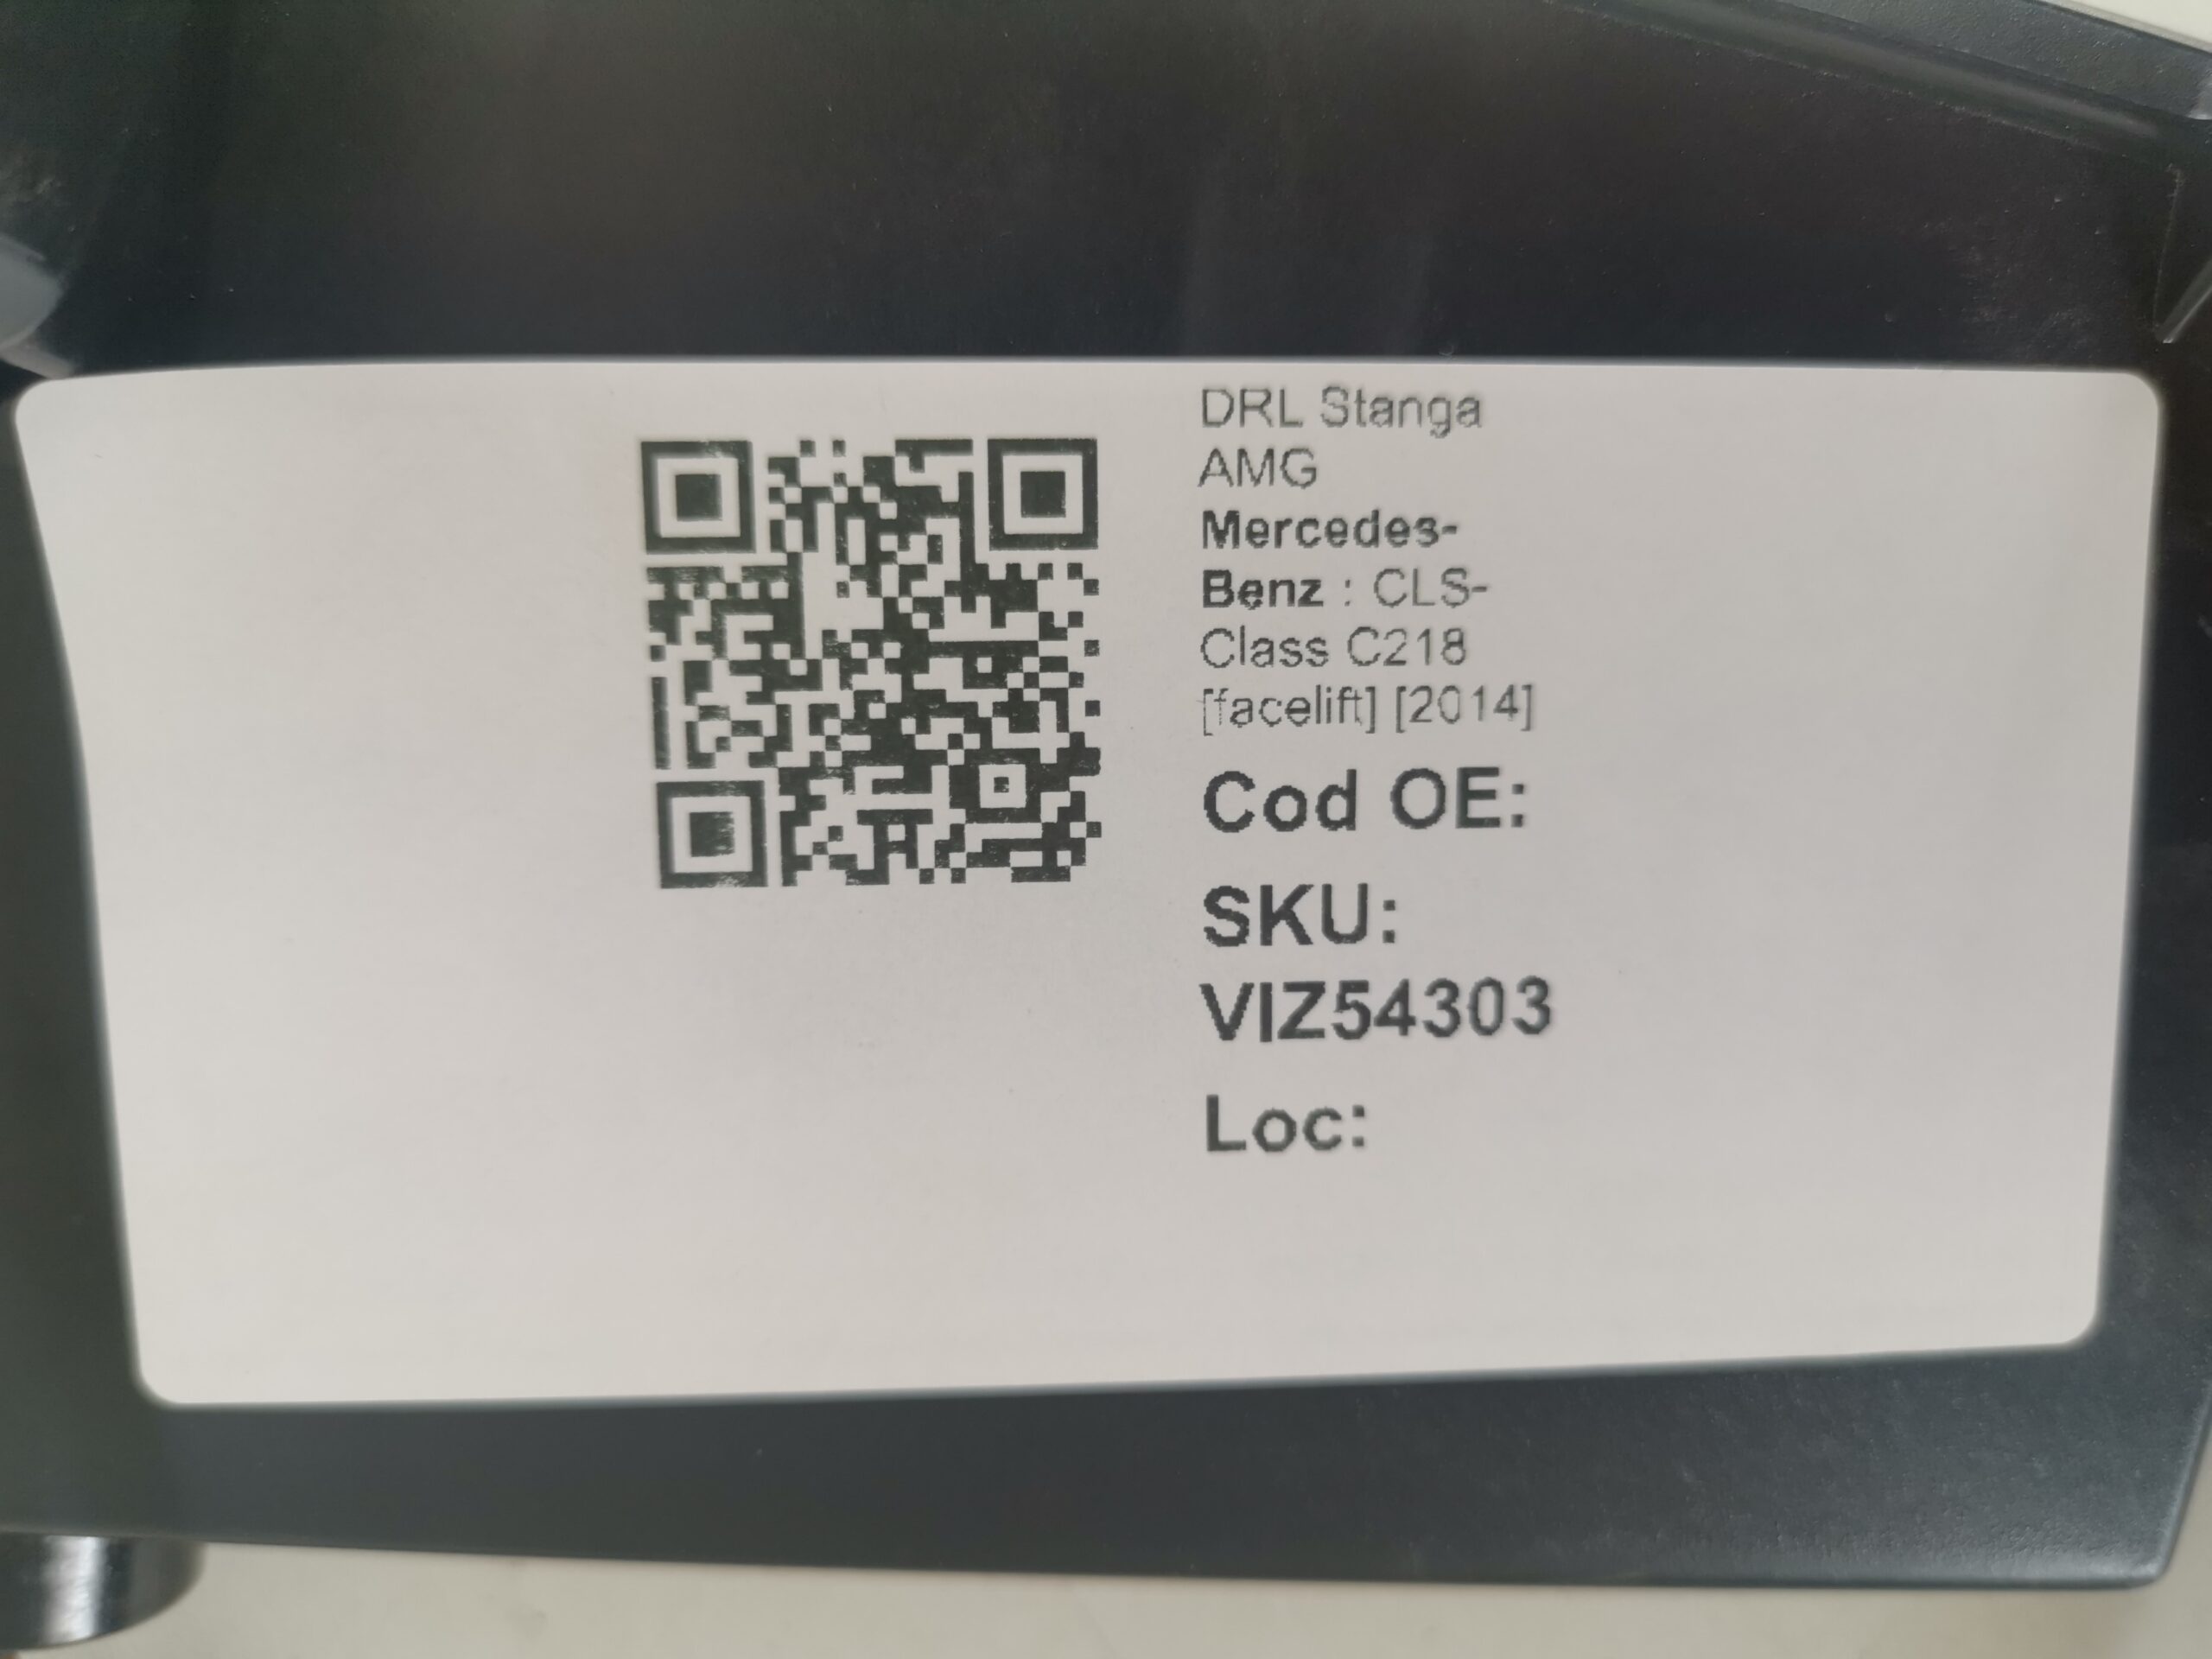 DRL Stanga
AMG
Mercedes-
Benz : CLS-
Class C218
[facelift] [2014]
Cod OE:
SKU:
VIZ54303
Loc: